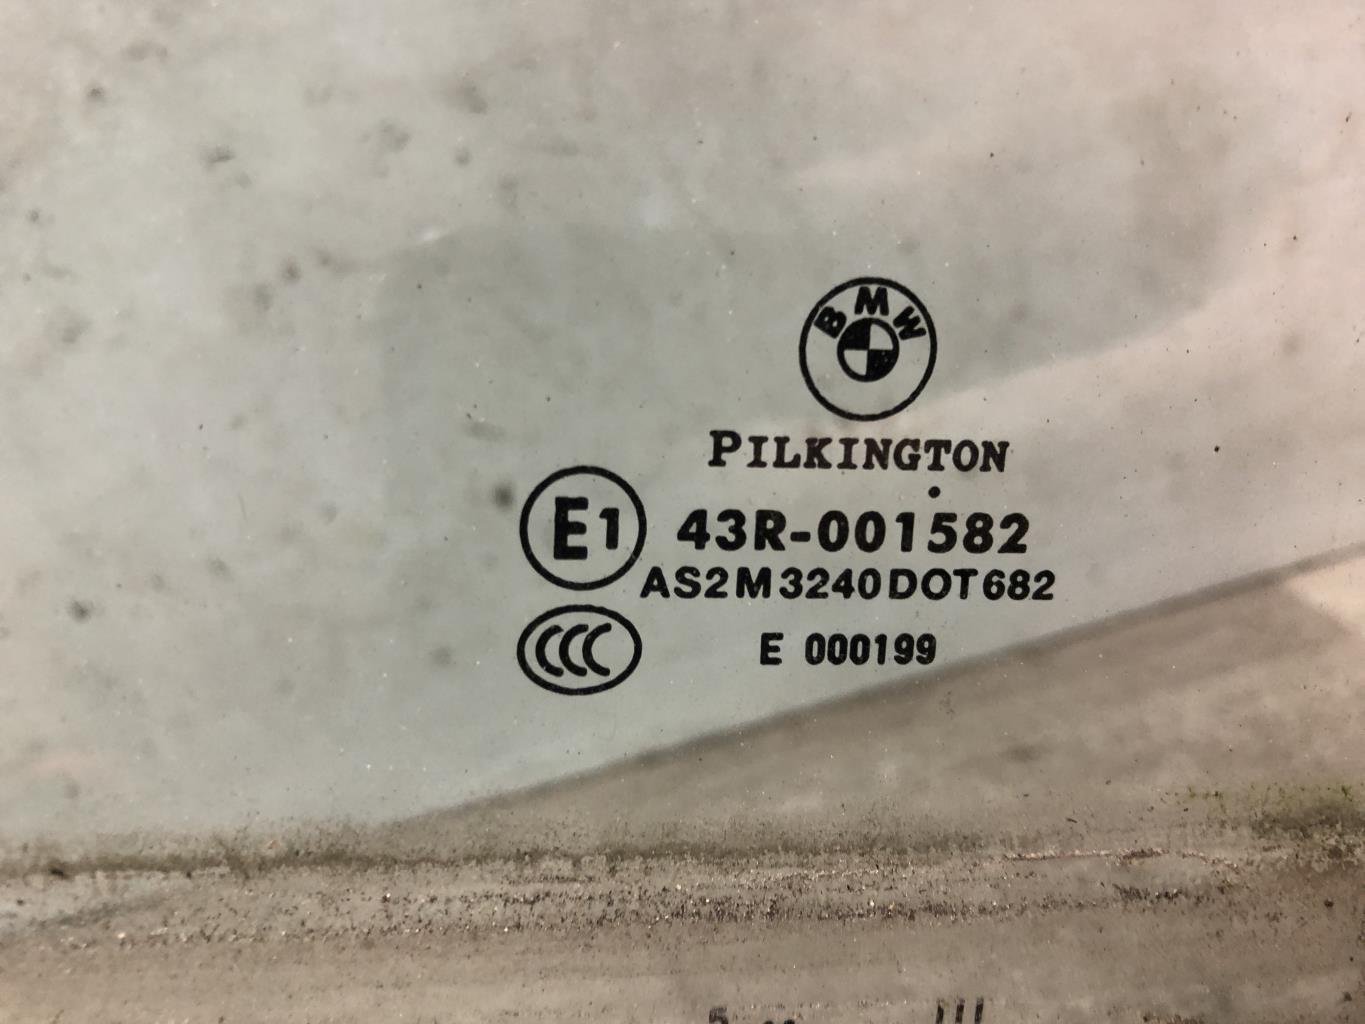 BMW
PILKINGTON
E1 43R-001582
AS2 M3240 DOT682
CCC E 000199